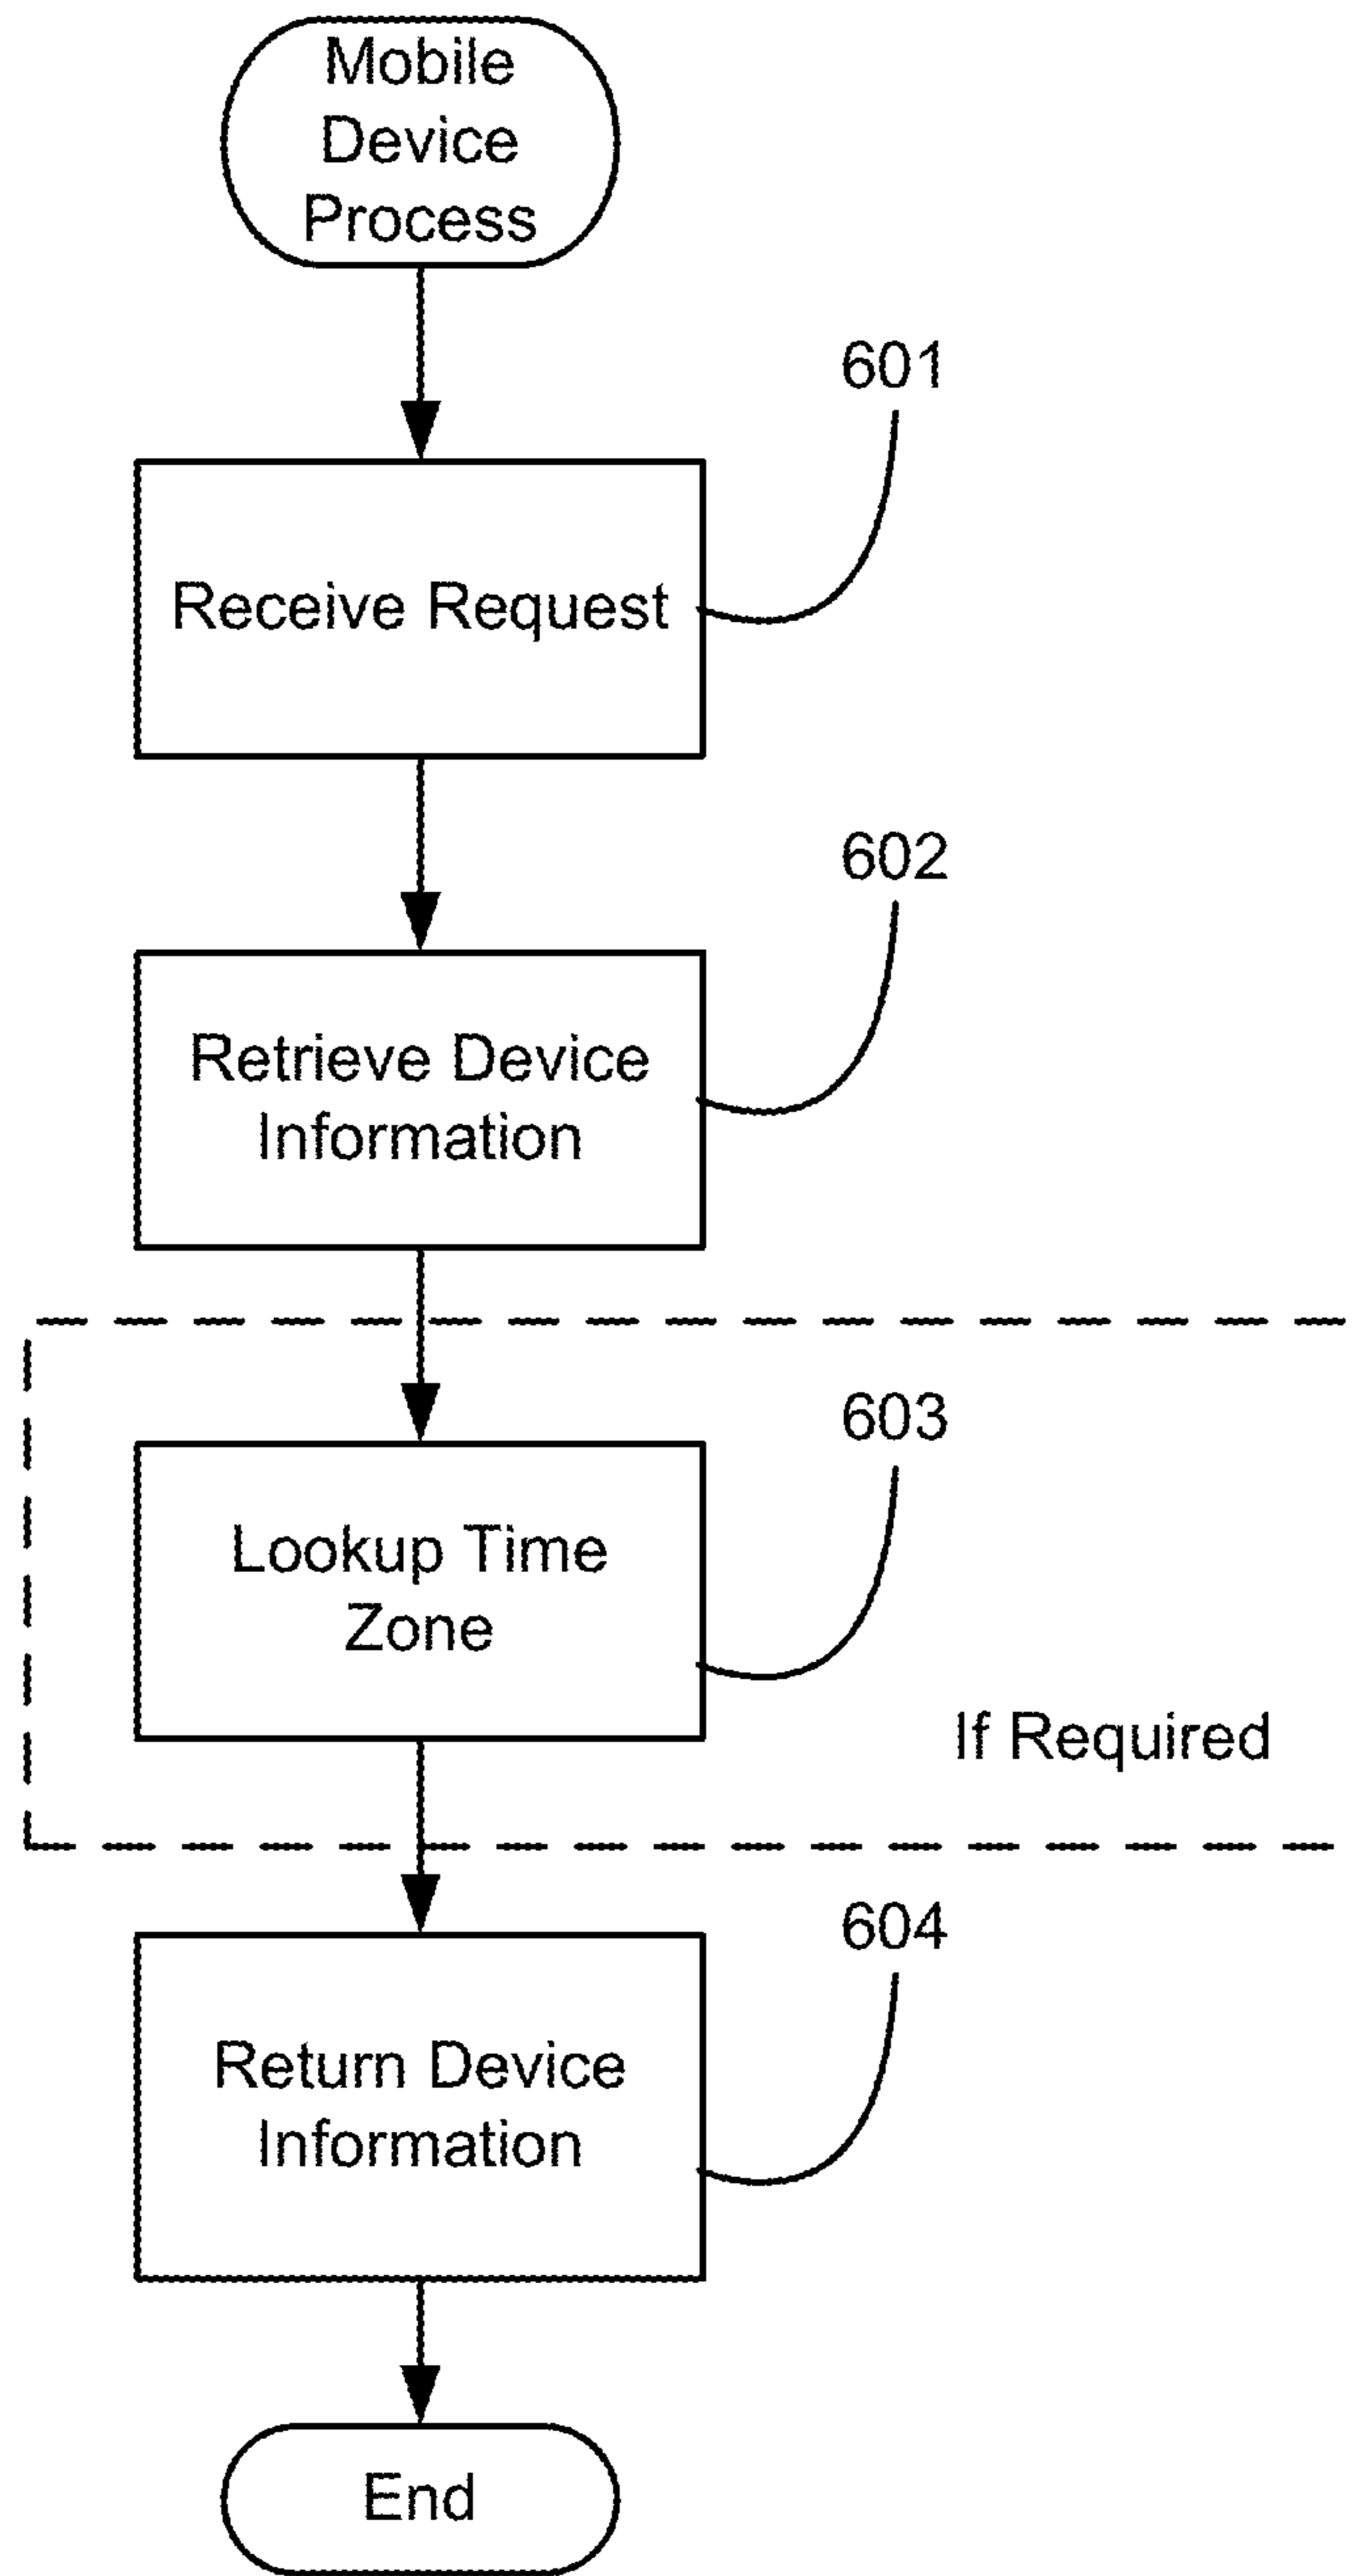 Mobile
Device
Process
601
Receive Request
602
Retrieve Device
Information
603
Lookup Time
Zone
If Required
604
Return Device
Information
End